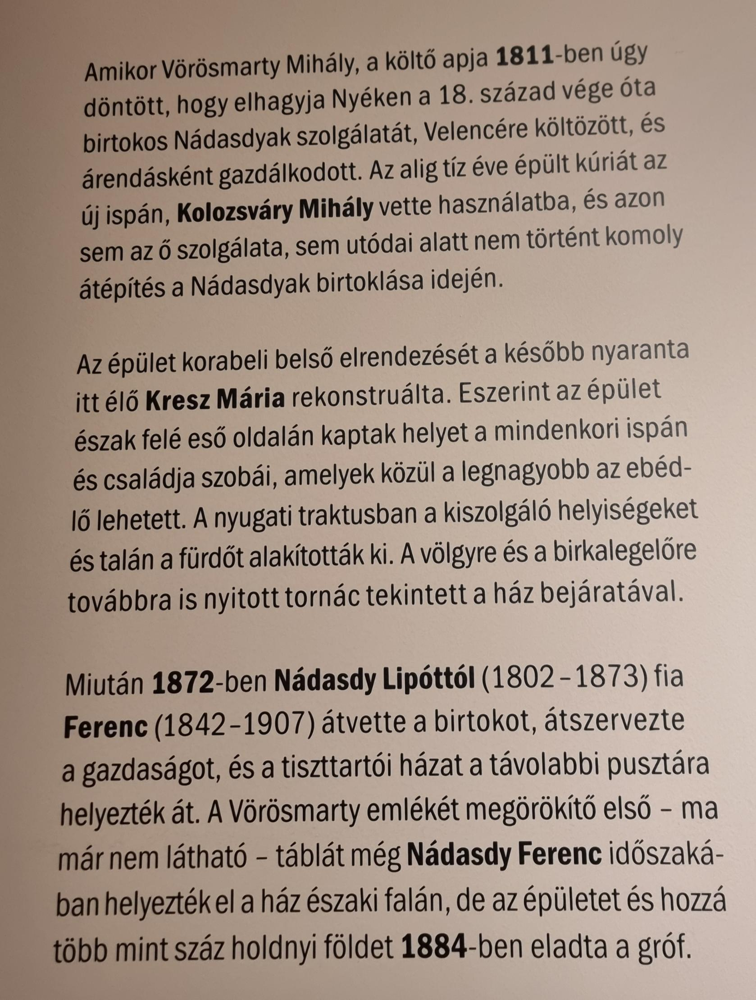 Amikor Vörösmarty Mihály, a költő apja 1811-ben úgy
döntött, hogy elhagyja Nyéken a 18. század vége óta
birtokos Nádasdyak szolgálatát, Velencére költözött, és
árendásként gazdálkodott. Az alig tíz éve épült kúriát az
új ispán, Kolozsváry Mihály vette használatba, és azon
sem az ő szolgálata, sem utódai alatt nem történt komoly
átépítés a Nádasdyak birtoklása idején.
Az épület korabeli belső elrendezését a később nyaranta
itt élő Kresz Mária rekonstruálta. Eszerint az épület
észak felé eső oldalán kaptak helyet a mindenkori ispán
és családja szobái, amelyek közül a legnagyobb az ebéd-
lő lehetett. A nyugati traktusban a kiszolgáló helyiségeket
és talán a fürdőt alakították ki. A völgyre és a birkalegelőre
továbbra is nyitott tornác tekintett a ház bejáratával.
Miután 1872-ben Nádasdy Lipóttól (1802–1873) fia
Ferenc (1842–1907) átvette a birtokot, átszervezte
a gazdaságot, és a tiszttartói házat a távolabbi pusztára
helyezték át. A Vörösmarty emlékét megörökítő első – ma
már nem látható – táblát még Nádasdy Ferenc időszaká-
ban helyezték el a ház északi falán, de az épületet és hozzá
több mint száz holdnyi földet 1884-ben eladta a gróf.